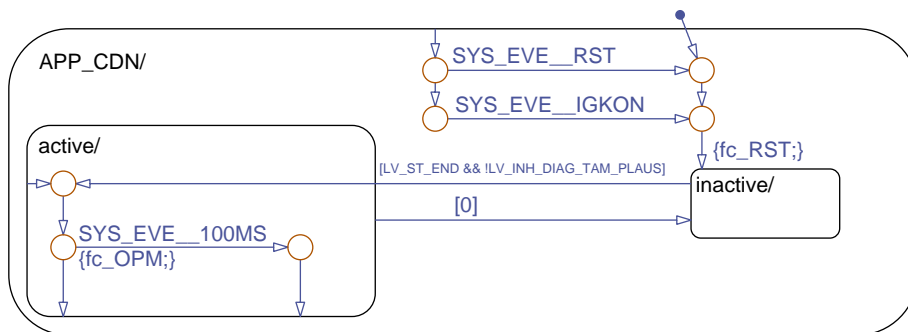 SYS_EVE__RST
APP_CDN/
SYS_EVE__IGKON
{fc_RST;}
active/
[LV_ST_END && !LV_INH_DIAG_TAM_PLAUS]
inactive/
[0]
SYS_EVE__100MS
{fc_OPM;}